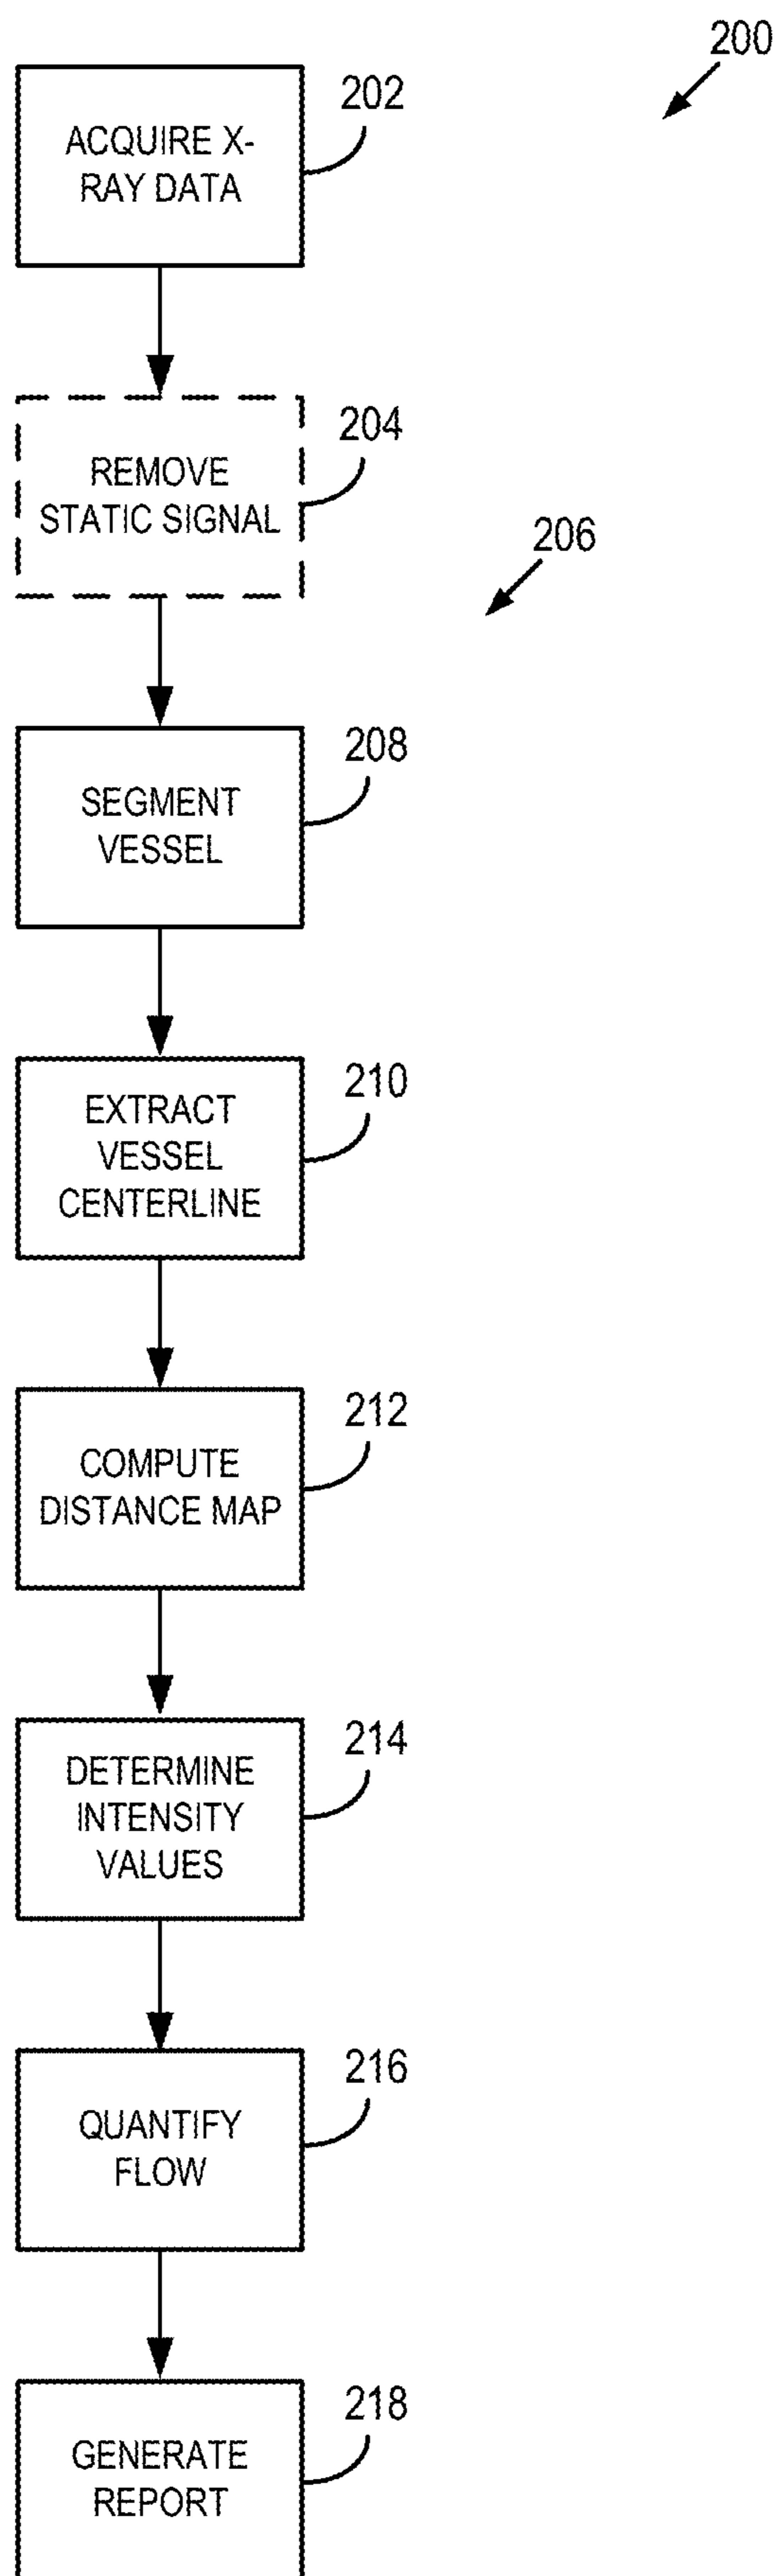 200
202
ACQUIRE X-
RAY DATA
204
REMOVE
STATIC SIGNAL
206
208
SEGMENT
VESSEL
210
EXTRACT
VESSEL
CENTERLINE
212
COMPUTE
DISTANCE MAP
214
DETERMINE
INTENSITY
VALUES
216
QUANTIFY
FLOW
218
GENERATE
REPORT